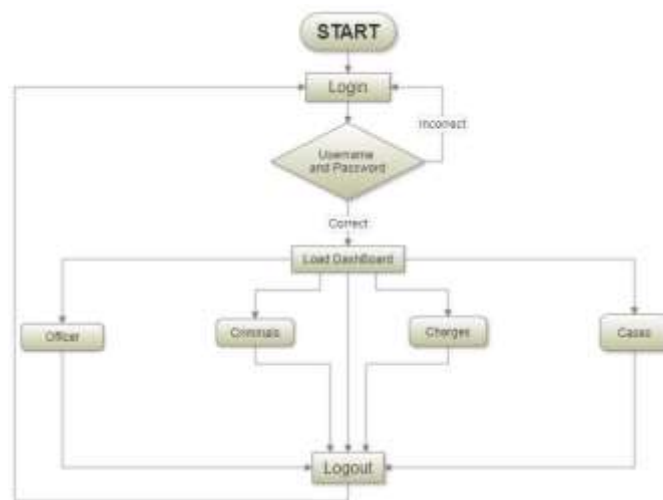 START
Login
Incorrect
Username
and Password
Correct
Load DashBoard
Officer
Criminals
Charges
Cases
Logout